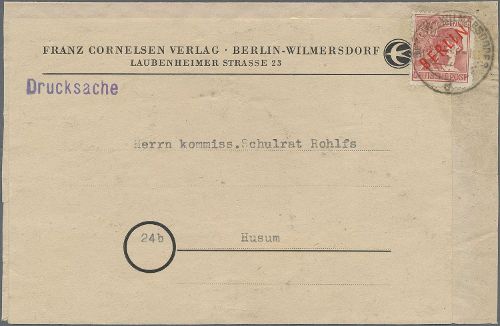 FRANZ CORNELSEN VERLAG · BERLIN-WILMERSDORF
LAUBENHEIMER STRASSE 23
BERLIN
DEUTSCHE POST
Drucksache
Herrn kommiss.Schulrat Rohlfs
24b
Husum